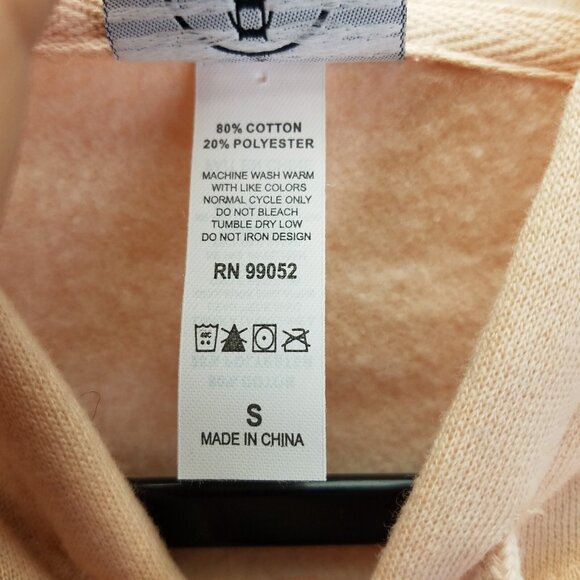 80% COTTON
20% POLYESTER
MACHINE WASH WARM
WITH LIKE COLORS
NORMAL CYCLE ONLY
DO NOT BLEACH
TUMBLE DRY LOW
DO NOT IRON DESIGN
RN 99052
40C
S
MADE IN CHINA